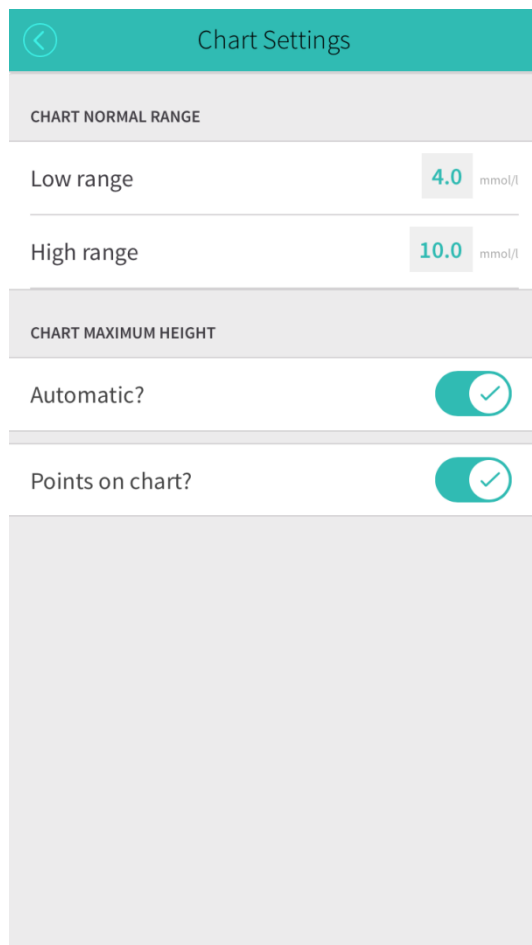 Chart Settings
CHART NORMAL RANGE
Low range 4.0 mmol/l
High range 10.0 mmol/l
CHART MAXIMUM HEIGHT
Automatic?
Points on chart?